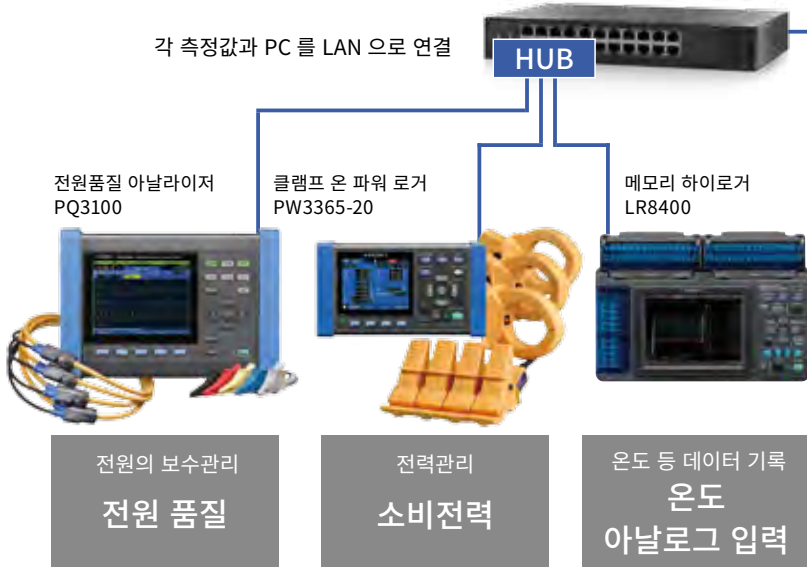 각 측정값과 PC 를 LAN 으로 연결
HUB
전원품질 아날라이저
PQ3100
클램프 온 파워 로거
PW3365-20
메모리 하이로거
LR8400
전원의 보수관리
전원 품질
전력관리
소비전력
온도 등 데이터 기록
온도
아날로그 입력